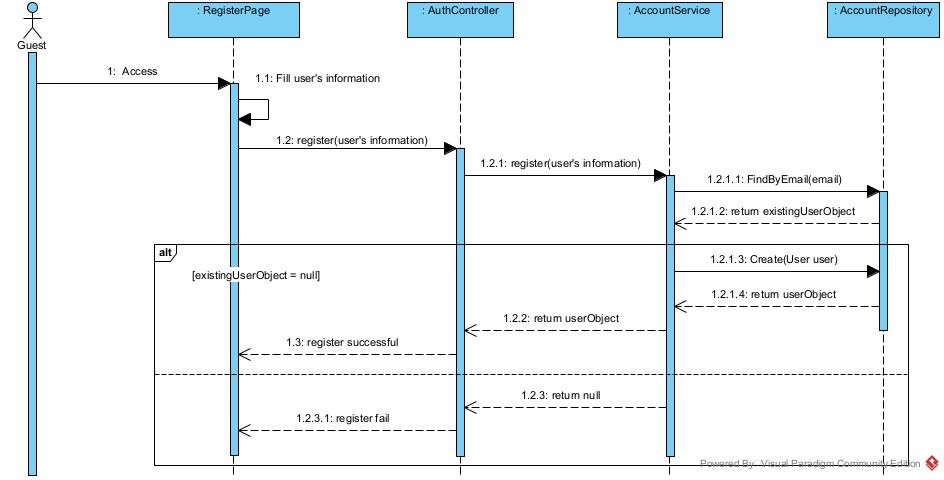 : RegisterPage
: AuthController
: AccountService
: AccountRepository
Guest
1:  Access
1.1: Fill user's information
1.2: register(user's information)
1.2.1: register(user's information)
1.2.1.1: FindByEmail(email)
1.2.1.2: return existingUserObject
alt
[existingUserObject = null]
1.2.1.3: Create(User user)
1.2.1.4: return userObject
1.2.2: return userObject
1.3: register successful
1.2.3: return null
1.2.3.1: register fail
Powered By: Visual Paradigm Community Edition